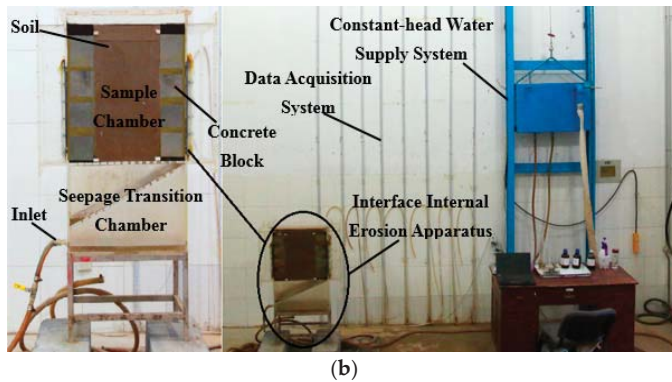 Soil
Sample
Chamber
Concrete
Block
Seepage Transition
Chamber
Inlet
Constant-head Water
Supply System
Data Acquisition
System
Interface Internal
Erosion Apparatus
(b)